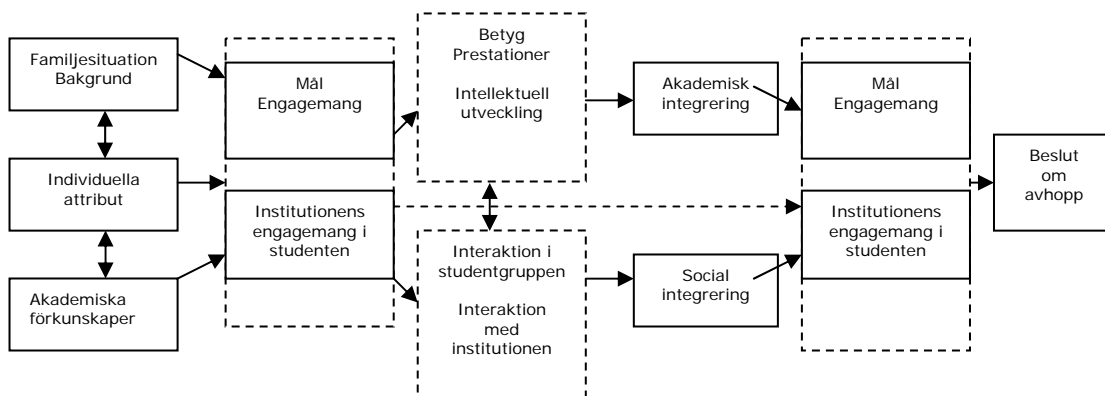 Familjesituation
Bakgrund
Individuella
attribut
Akademiska
förkunskaper
Mål
Engagemang
Institutionens
engagemang i
studenten
Betyg
Prestationer
Intellektuell
utveckling
Interaktion i
studentgruppen
Interaktion
med
institutionen
Akademisk
integrering
Social
integrering
Mål
Engagemang
Institutionens
engagemang i
studenten
Beslut
om
avhopp